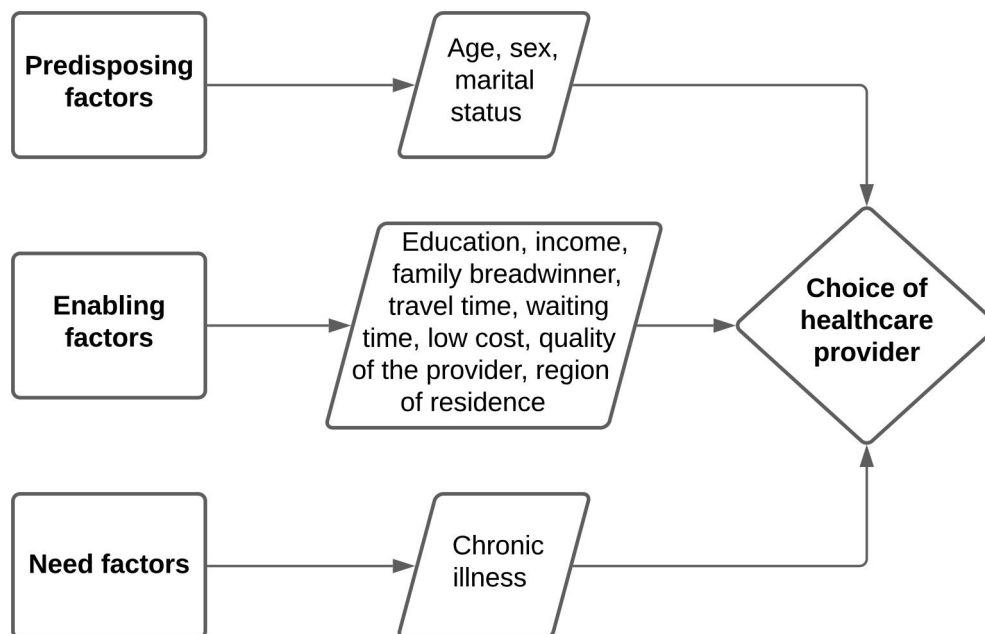 Predisposing
factors
Age, sex,
marital
status
Enabling
factors
Education, income,
family breadwinner,
travel time, waiting
time, low cost, quality
of the provider, region
of residence
Choice of
healthcare
provider
Need factors
Chronic
illness